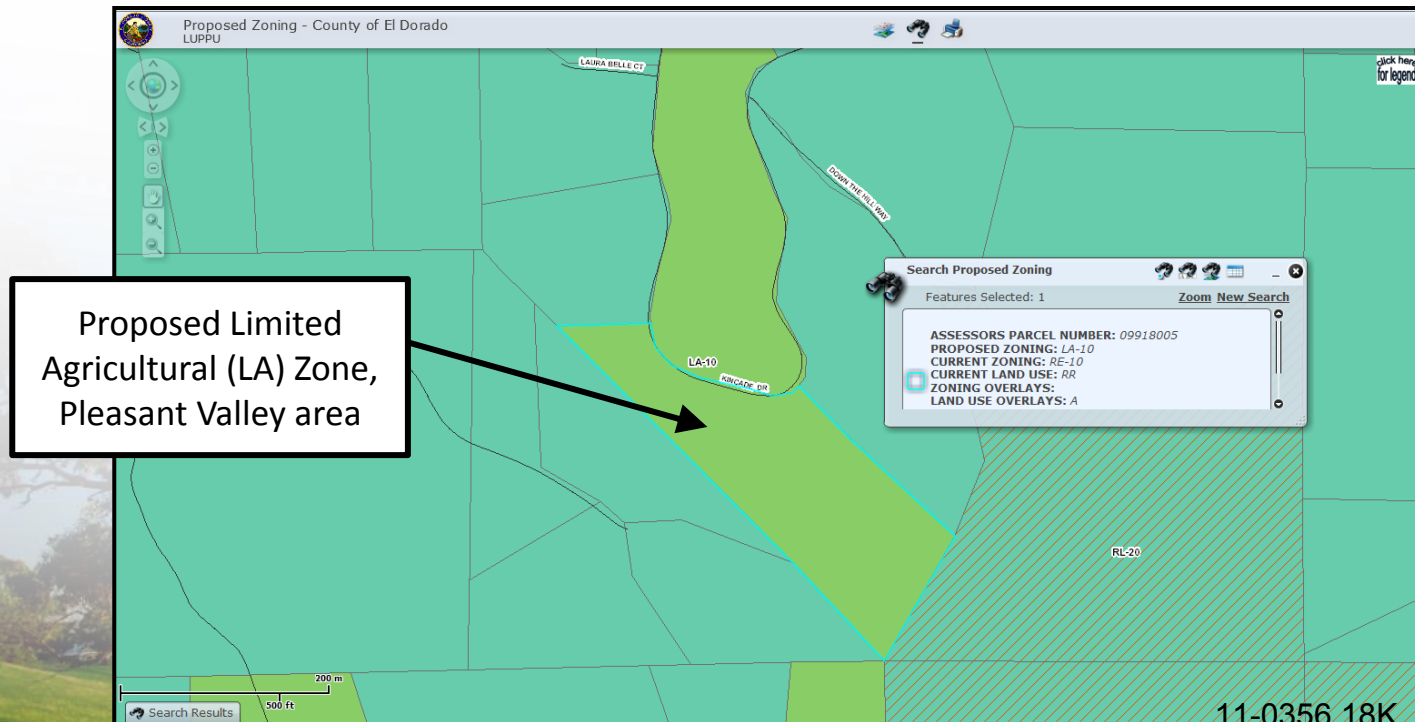 Proposed Zoning - County of El Dorado
LUPPU
click here
for legend
LAURA BELLE CT
DOWN THE HILL WAY
Search Proposed Zoning
Features Selected: 1
Zoom New Search
ASSESSORS PARCEL NUMBER: 09918005
PROPOSED ZONING: LA-10
CURRENT ZONING: RE-10
CURRENT LAND USE: RR
ZONING OVERLAYS:
LAND USE OVERLAYS: A
Proposed Limited
Agricultural (LA) Zone,
Pleasant Valley area
LA-10
KINCADE DR
RL-20
200 m
500 ft
Search Results
11-0356 18K